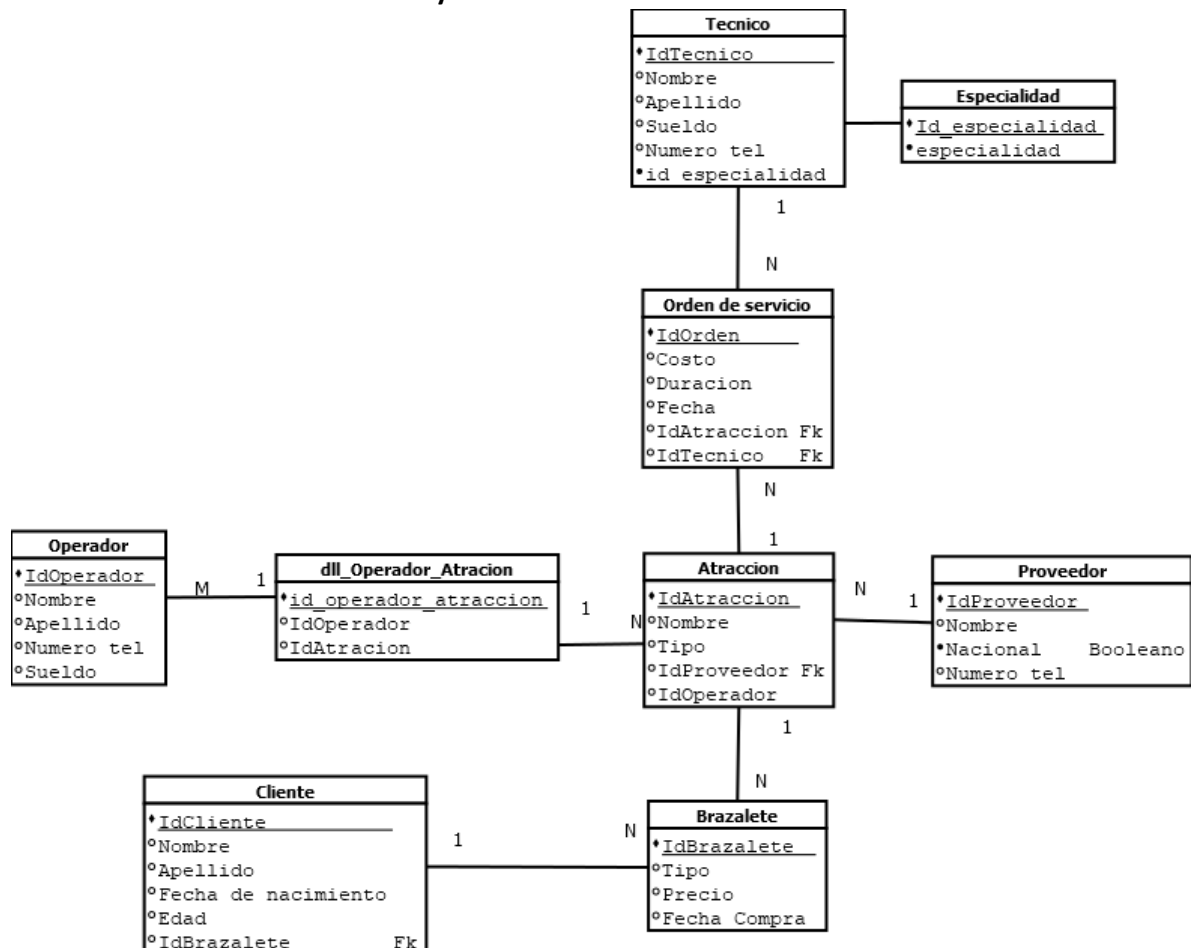 Tecnico
IdTecnico
Nombre
Apellido
Sueldo
Numero tel
id especialidad
Especialidad
Id_especialidad
especialidad
1
N
Orden de servicio
IdOrden
Costo
Duracion
Fecha
IdAtraccion Fk
IdTecnico Fk
N
1
Operador
IdOperador
Nombre
Apellido
Numero tel
Sueldo
M
1
dll_Operador_Atracion
id_operador_atraccion
IdOperador
IdAtracion
1
N
Atraccion
IdAtraccion
Nombre
Tipo
IdProveedor Fk
IdOperador
N
1
Proveedor
IdProveedor
Nombre
Nacional Booleano
Numero tel
1
N
Cliente
IdCliente
Nombre
Apellido
Fecha de nacimiento
Edad
IdBrazalete Fk
1
N
Brazalete
IdBrazalete
Tipo
Precio
Fecha Compra